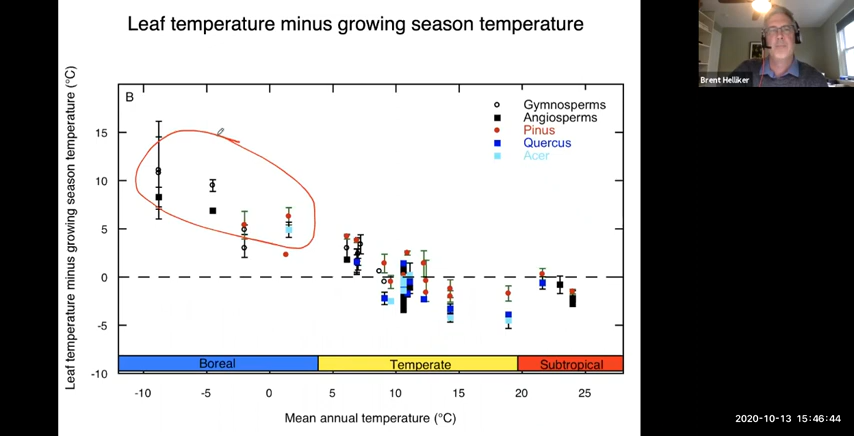 Leaf temperature minus growing season temperature
Brent Helliker
Leaf temperature minus growing season temperature (°C)
B
Gymnosperms
Angiosperms
Pinus
Quercus
Acer
15
10
5
0
-5
-10
Boreal
Temperate
Subtropical
-10
-5
0
5
10
15
20
25
Mean annual temperature (°C)
2020-10-13 15:46:44